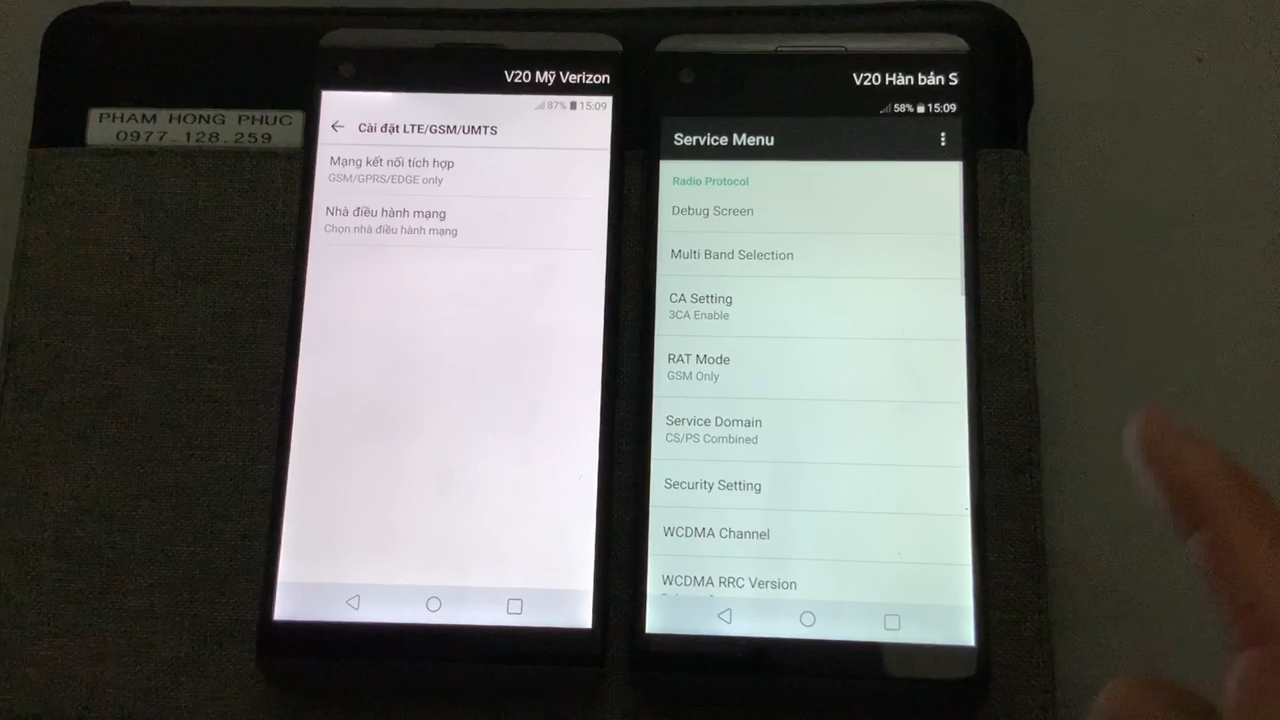 PHAM HONG PHUC
0977.128.259
V20 Mỹ Verizon
87% 15:09
Cài đặt LTE/GSM/UMTS
Mạng kết nối tích hợp
GSM/GPRS/EDGE only
Nhà điều hành mạng
Chọn nhà điều hành mạng
V20 Hàn bản S
58% 15:09
Service Menu
Radio Protocol
Debug Screen
Multi Band Selection
CA Setting
3CA Enable
RAT Mode
GSM Only
Service Domain
CS/PS Combined
Security Setting
WCDMA Channel
WCDMA RRC Version